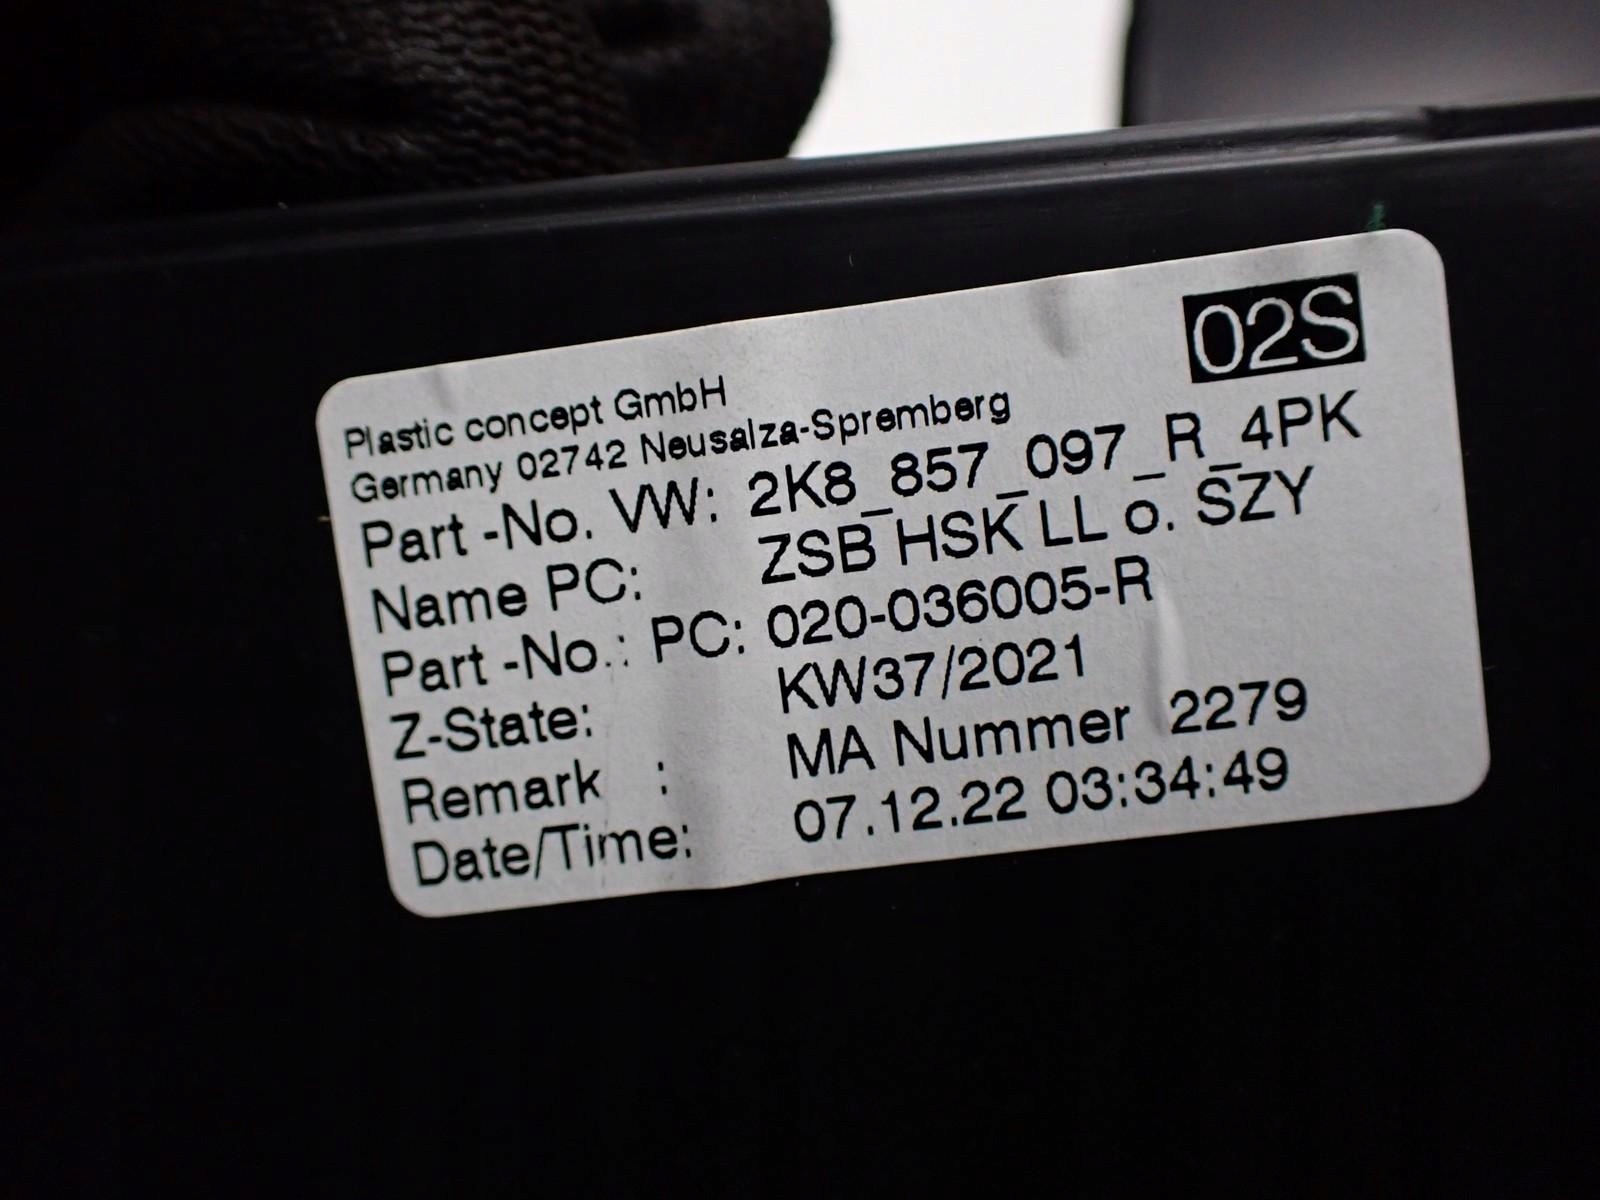 02S
Plastic concept GmbH
Germany 02742 Neusalza-Spremberg
Part -No. VW: 2K8_857_097_R_4PK
Name PC: ZSB HSK LL o. SZY
Part -No.: PC: 020-036005-R
Z-State: KW37/2021
Remark : MA Nummer 2279
Date/Time: 07.12.22 03:34:49